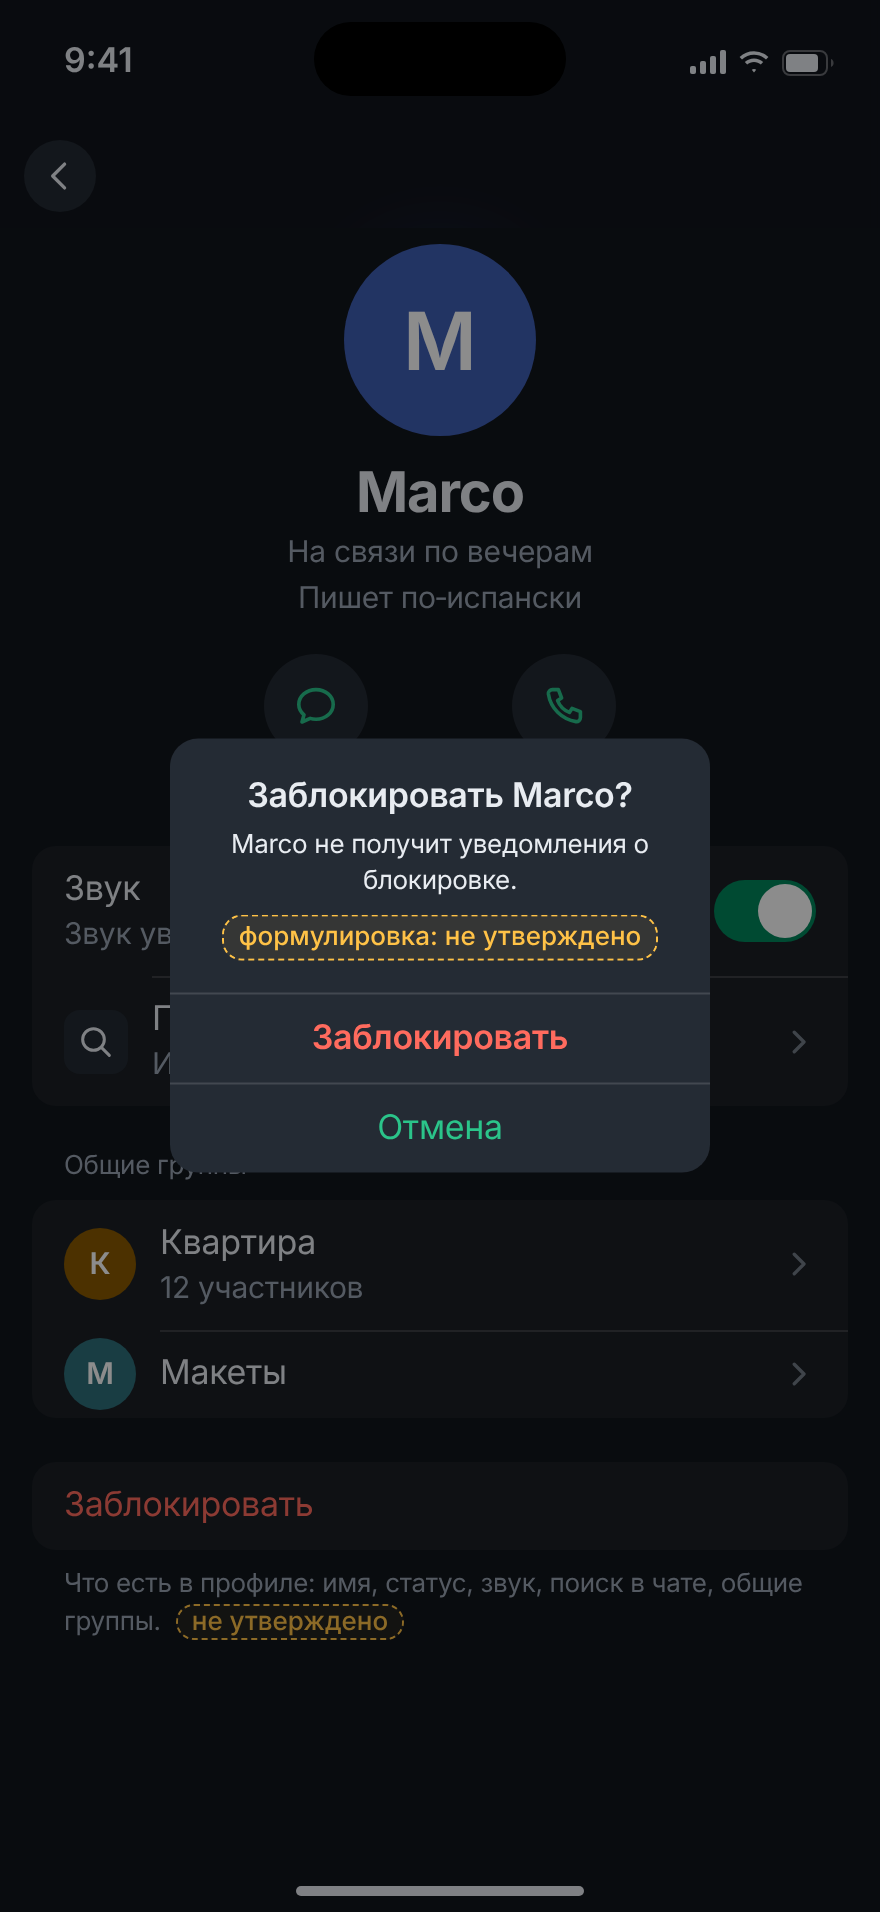 9:41
M
Marco
На связи по вечерам
Пишет по-испански
Заблокировать Marco?
Marco не получит уведомления о
блокировке.
формулировка: не утверждено
Заблокировать
Отмена
Звук
Звук
Общие
К
Квартира
12 участников
М
Макеты
Заблокировать
Что есть в профиле: имя, статус, звук, поиск в чате, общие
группы. не утверждено